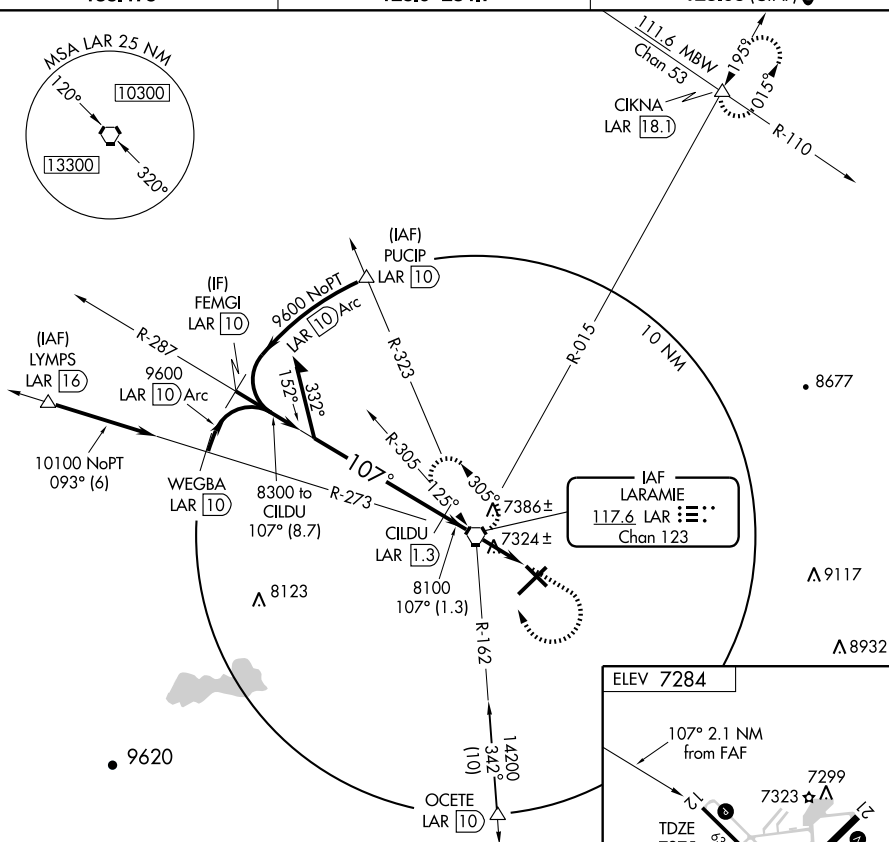 MSA LAR 25 NM
120°
10300
13300
320°
111.6 MBW
Chan 53
195°
015°
CIKNA
LAR 18.1
R-110
(IAF)
PUCIP
LAR 10
(IF)
FEMGI
LAR 10
9600 NoPT
LAR 10 Arc
R-015
10 NM
R-287
(IAF)
LYMPS
LAR 16
9600
LAR 10 Arc
R-323
8677
152°
332°
10100 NoPT
093° (6)
R-305
107°
WEGBA
LAR 10
8300 to
CILDU
107° (8.7)
R-273
125°
305°
7386±
7324±
IAF
LARAMIE
117.6 LAR
Chan 123
CILDU
LAR 1.3
8100
107° (1.3)
8123
9117
R-162
8932
ELEV 7284
14200
342°
(10)
9620
107° 2.1 NM
from FAF
7299
7323
12
21
P
TDZE
OCETE
LAR 10